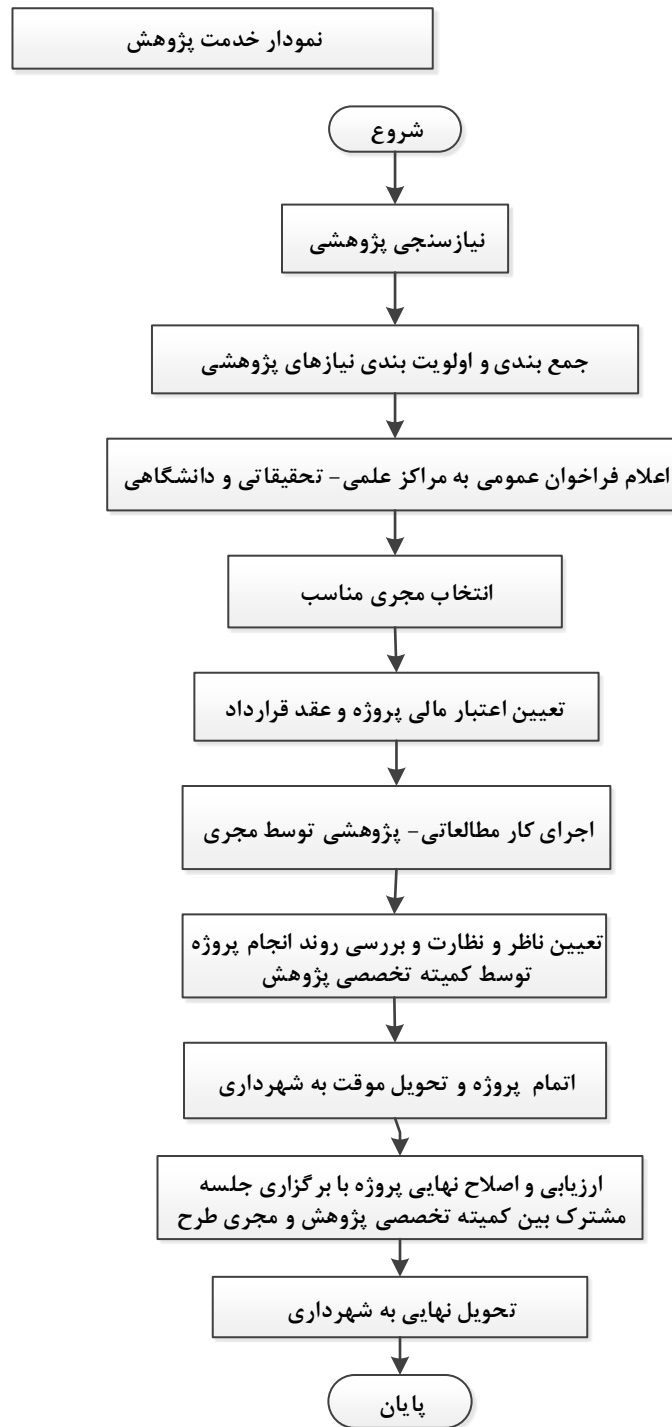 نمودار خدمت پژوهش
شروع
نیازسنجی پژوهشی
جمع بندی و اولویت بندی نیازهای پژوهشی
اعلام فراخوان عمومی به مراکز علمی- تحقیقاتی و دانشگاهی
انتخاب مجری مناسب
تعیین اعتبار مالی پروژه و عقد قرارداد
اجرای کار مطالعاتی- پژوهشی توسط مجری
تعیین ناظر و نظارت و بررسی روند انجام پروژه
توسط کمیته تخصصی پژوهش
اتمام پروژه و تحویل موقت به شهرداری
ارزیابی و اصلاح نهایی پروژه با برگزاری جلسه
مشترک بین کمیته تخصصی پژوهش و مجری طرح
تحویل نهایی به شهرداری
پایان